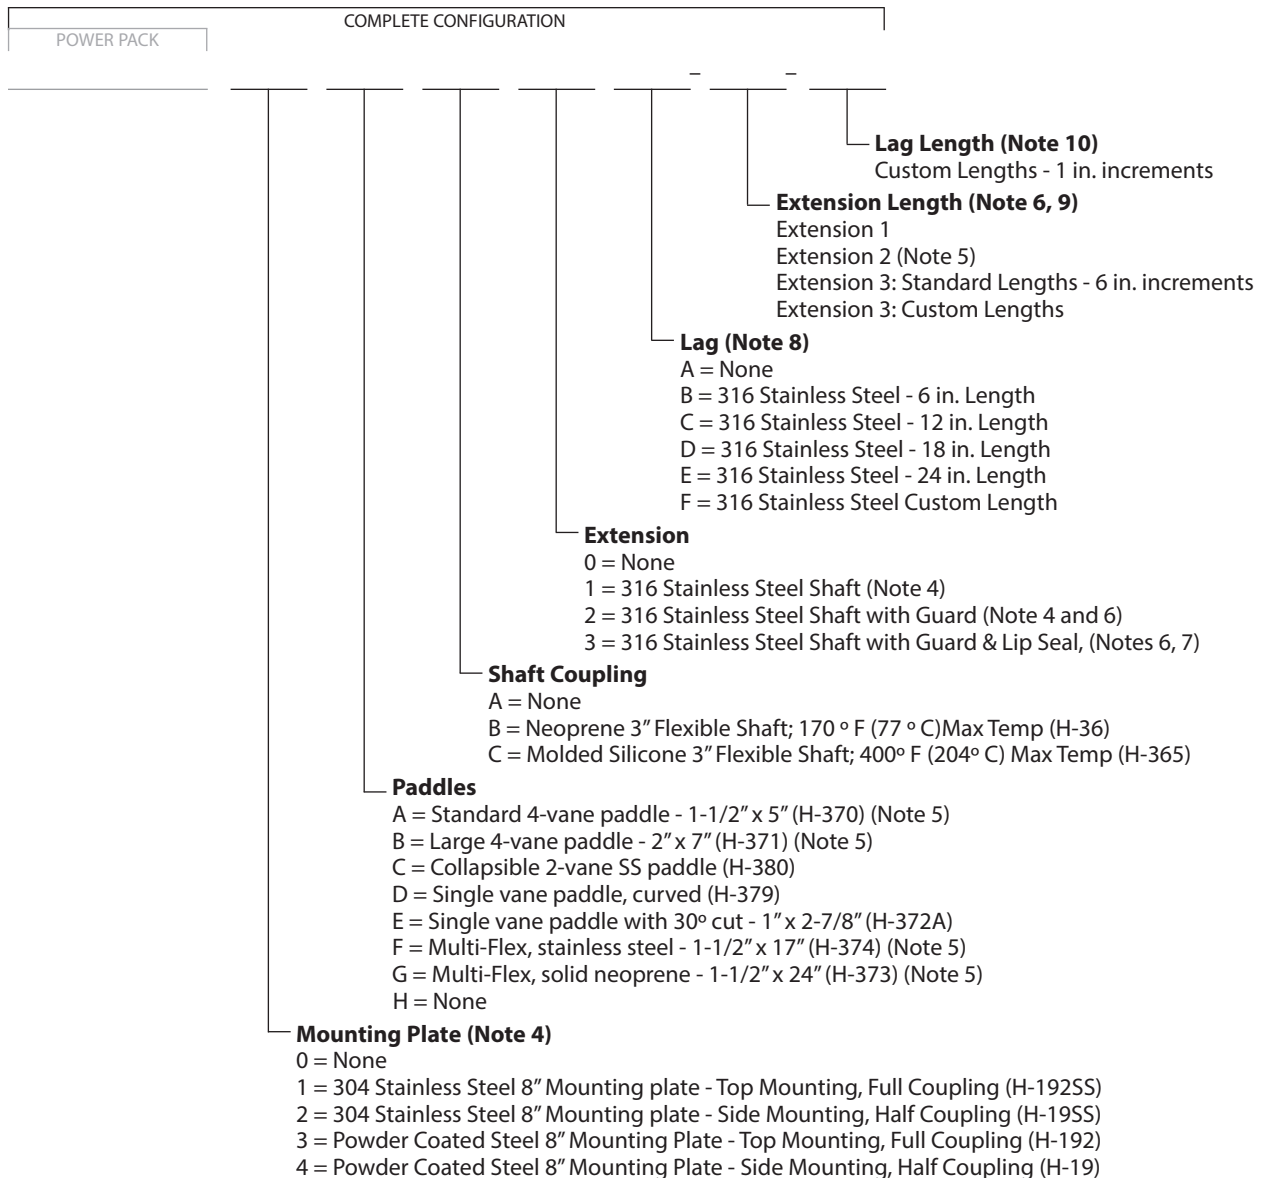 COMPLETE CONFIGURATION
POWER PACK
– –
Lag Length (Note 10)
Custom Lengths - 1 in. increments
Extension Length (Note 6, 9)
Extension 1
Extension 2 (Note 5)
Extension 3: Standard Lengths - 6 in. increments
Extension 3: Custom Lengths
Lag (Note 8)
A = None
B = 316 Stainless Steel - 6 in. Length
C = 316 Stainless Steel - 12 in. Length
D = 316 Stainless Steel - 18 in. Length
E = 316 Stainless Steel - 24 in. Length
F = 316 Stainless Steel Custom Length
Extension
0 = None
1 = 316 Stainless Steel Shaft (Note 4)
2 = 316 Stainless Steel Shaft with Guard (Note 4 and 6)
3 = 316 Stainless Steel Shaft with Guard & Lip Seal, (Notes 6, 7)
Shaft Coupling
A = None
B = Neoprene 3” Flexible Shaft; 170 º F (77 º C)Max Temp (H-36)
C = Molded Silicone 3” Flexible Shaft; 400º F (204º C) Max Temp (H-365)
Paddles
A = Standard 4-vane paddle - 1-1/2” x 5” (H-370) (Note 5)
B = Large 4-vane paddle - 2” x 7” (H-371) (Note 5)
C = Collapsible 2-vane SS paddle (H-380)
D = Single vane paddle, curved (H-379)
E = Single vane paddle with 30º cut - 1” x 2-7/8” (H-372A)
F = Multi-Flex, stainless steel - 1-1/2” x 17” (H-374) (Note 5)
G = Multi-Flex, solid neoprene - 1-1/2” x 24” (H-373) (Note 5)
H = None
Mounting Plate (Note 4)
0 = None
1 = 304 Stainless Steel 8” Mounting plate - Top Mounting, Full Coupling (H-192SS)
2 = 304 Stainless Steel 8” Mounting plate - Side Mounting, Half Coupling (H-19SS)
3 = Powder Coated Steel 8” Mounting Plate - Top Mounting, Full Coupling (H-192)
4 = Powder Coated Steel 8” Mounting Plate - Side Mounting, Half Coupling (H-19)